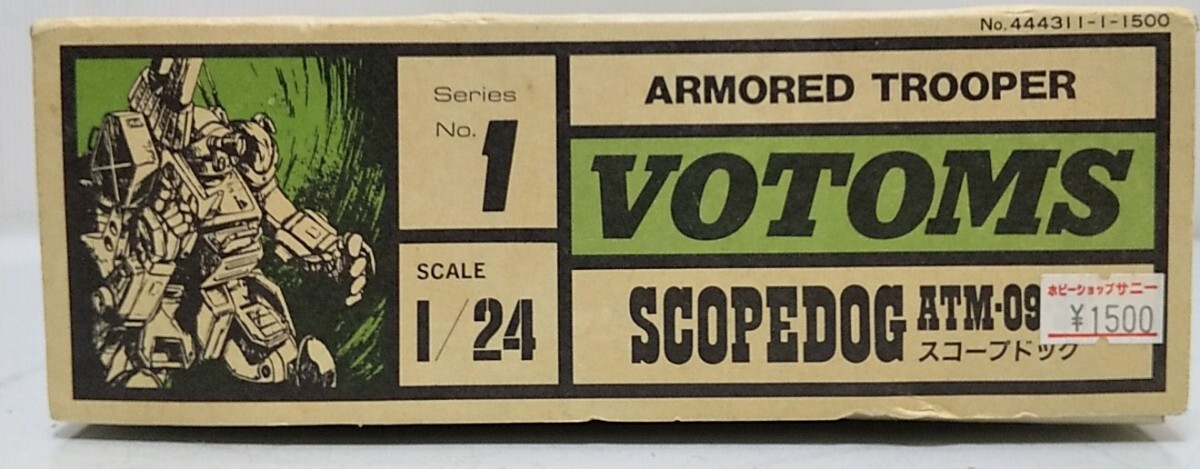 No.444311-1-1500
Series
No. 1
SCALE
1/24
ARMORED TROOPER
VOTOMS
SCOPEDOG ATM-09
スコープドッグ
ホビーショップサニー
¥1500